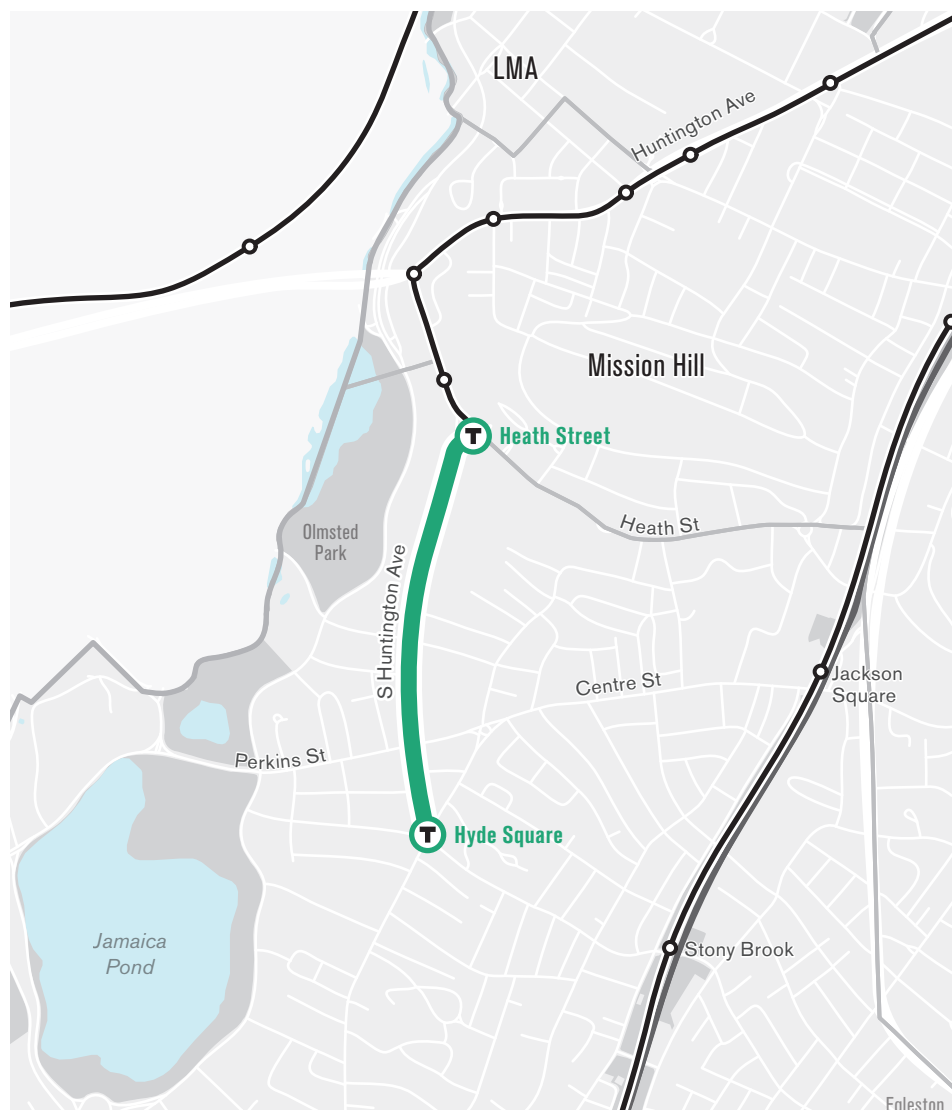 LMA
Huntington Ave
Mission Hill
T
Heath Street
Heath St
Olmsted
Park
S Huntington Ave
Jackson
Square
Centre St
Perkins St
T
Hyde Square
Jamaica
Pond
Stony Brook
Egleston